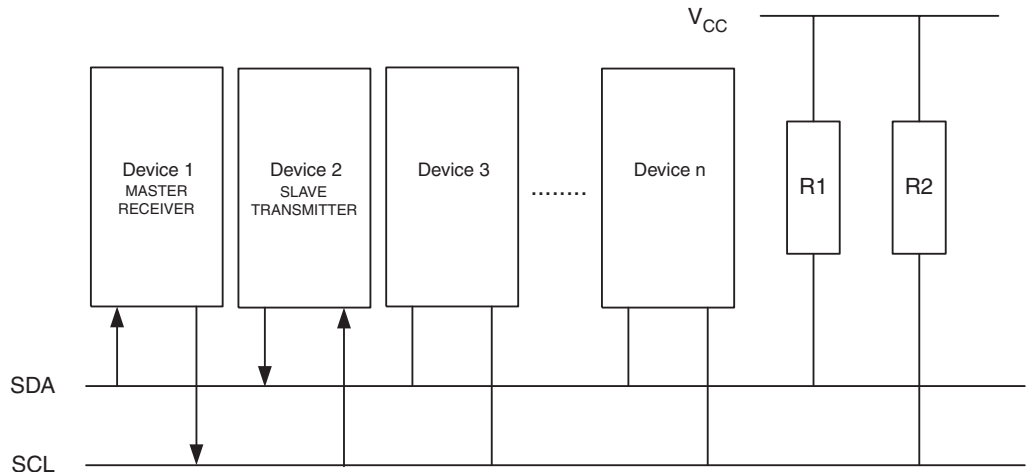 VCC
Device 1
MASTER
RECEIVER
Device 2
SLAVE
TRANSMITTER
Device 3
........
Device n
R1
R2
SDA
SCL